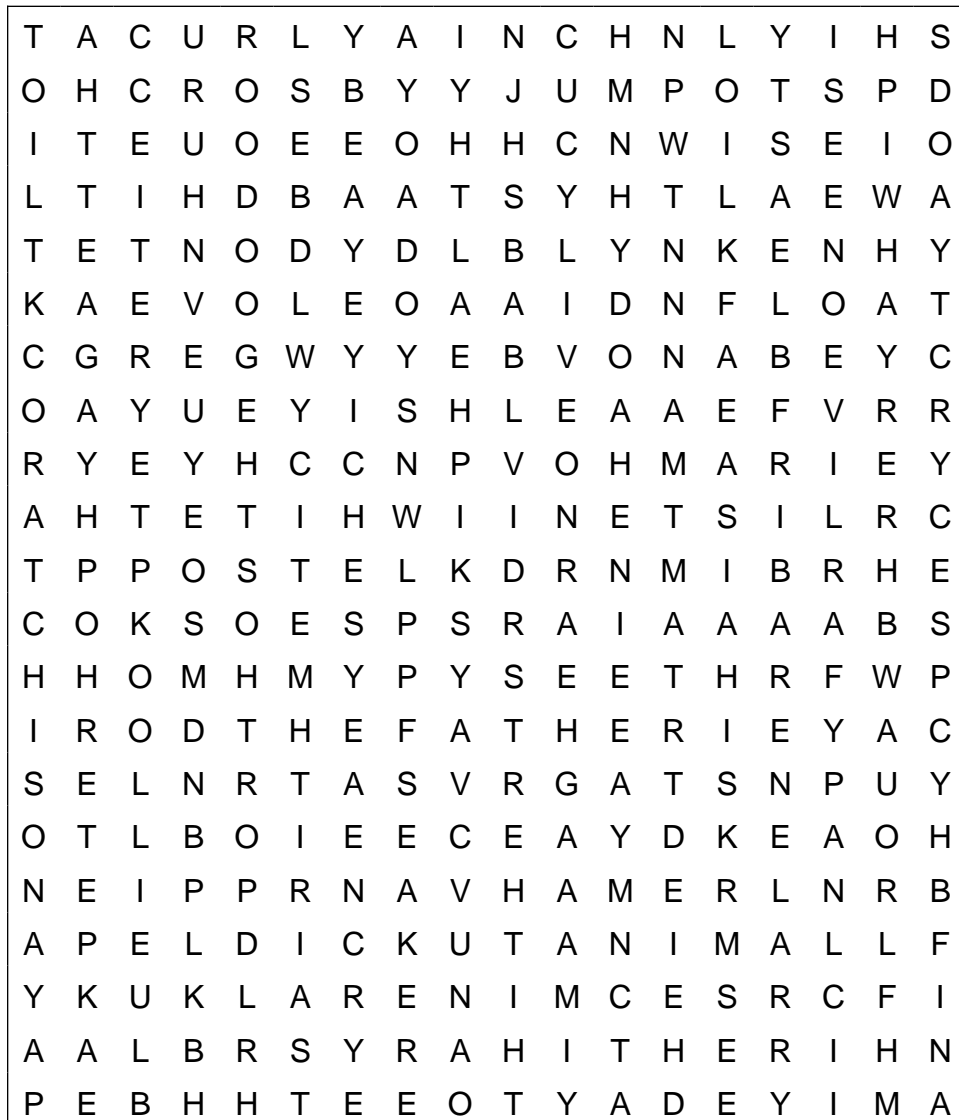 T A C U R L Y A I N C H N L Y I H S
O H C R O S B Y Y J U M P O T S P D
I T E U O E E O H H C N W I S E I O
L T I H D B A A T S Y H T L A E W A
T E T N O D Y D L B L Y N K E N H Y
K A E V O L E O A A I D N F L O A T
C G R E G W Y Y E B V O N A B E Y C
O A Y U E Y I S H L E A A E F V R R
R Y E Y H C C N P V O H M A R I E Y
A H T E T I H W I I N E T S I L R C
T P P O S T E L K D R N M I B R H E
C O K S O E S P S R A I A A A A B S
H H O M H M Y P Y S E E T H R F W P
I R O D T H E F A T H E R I E Y A C
S E L N R T A S V R G A T S N P U Y
O T L B O I E E C E A Y D K E A O H
N E I P P R N A V H A M E R L N R B
A P E L D I C K U T A N I M A L L F
Y K U K L A R E N I M C E S R C F I
A A L B R S Y R A H I T H E R I H N
P E B H H T E E O T Y A D E Y I M A